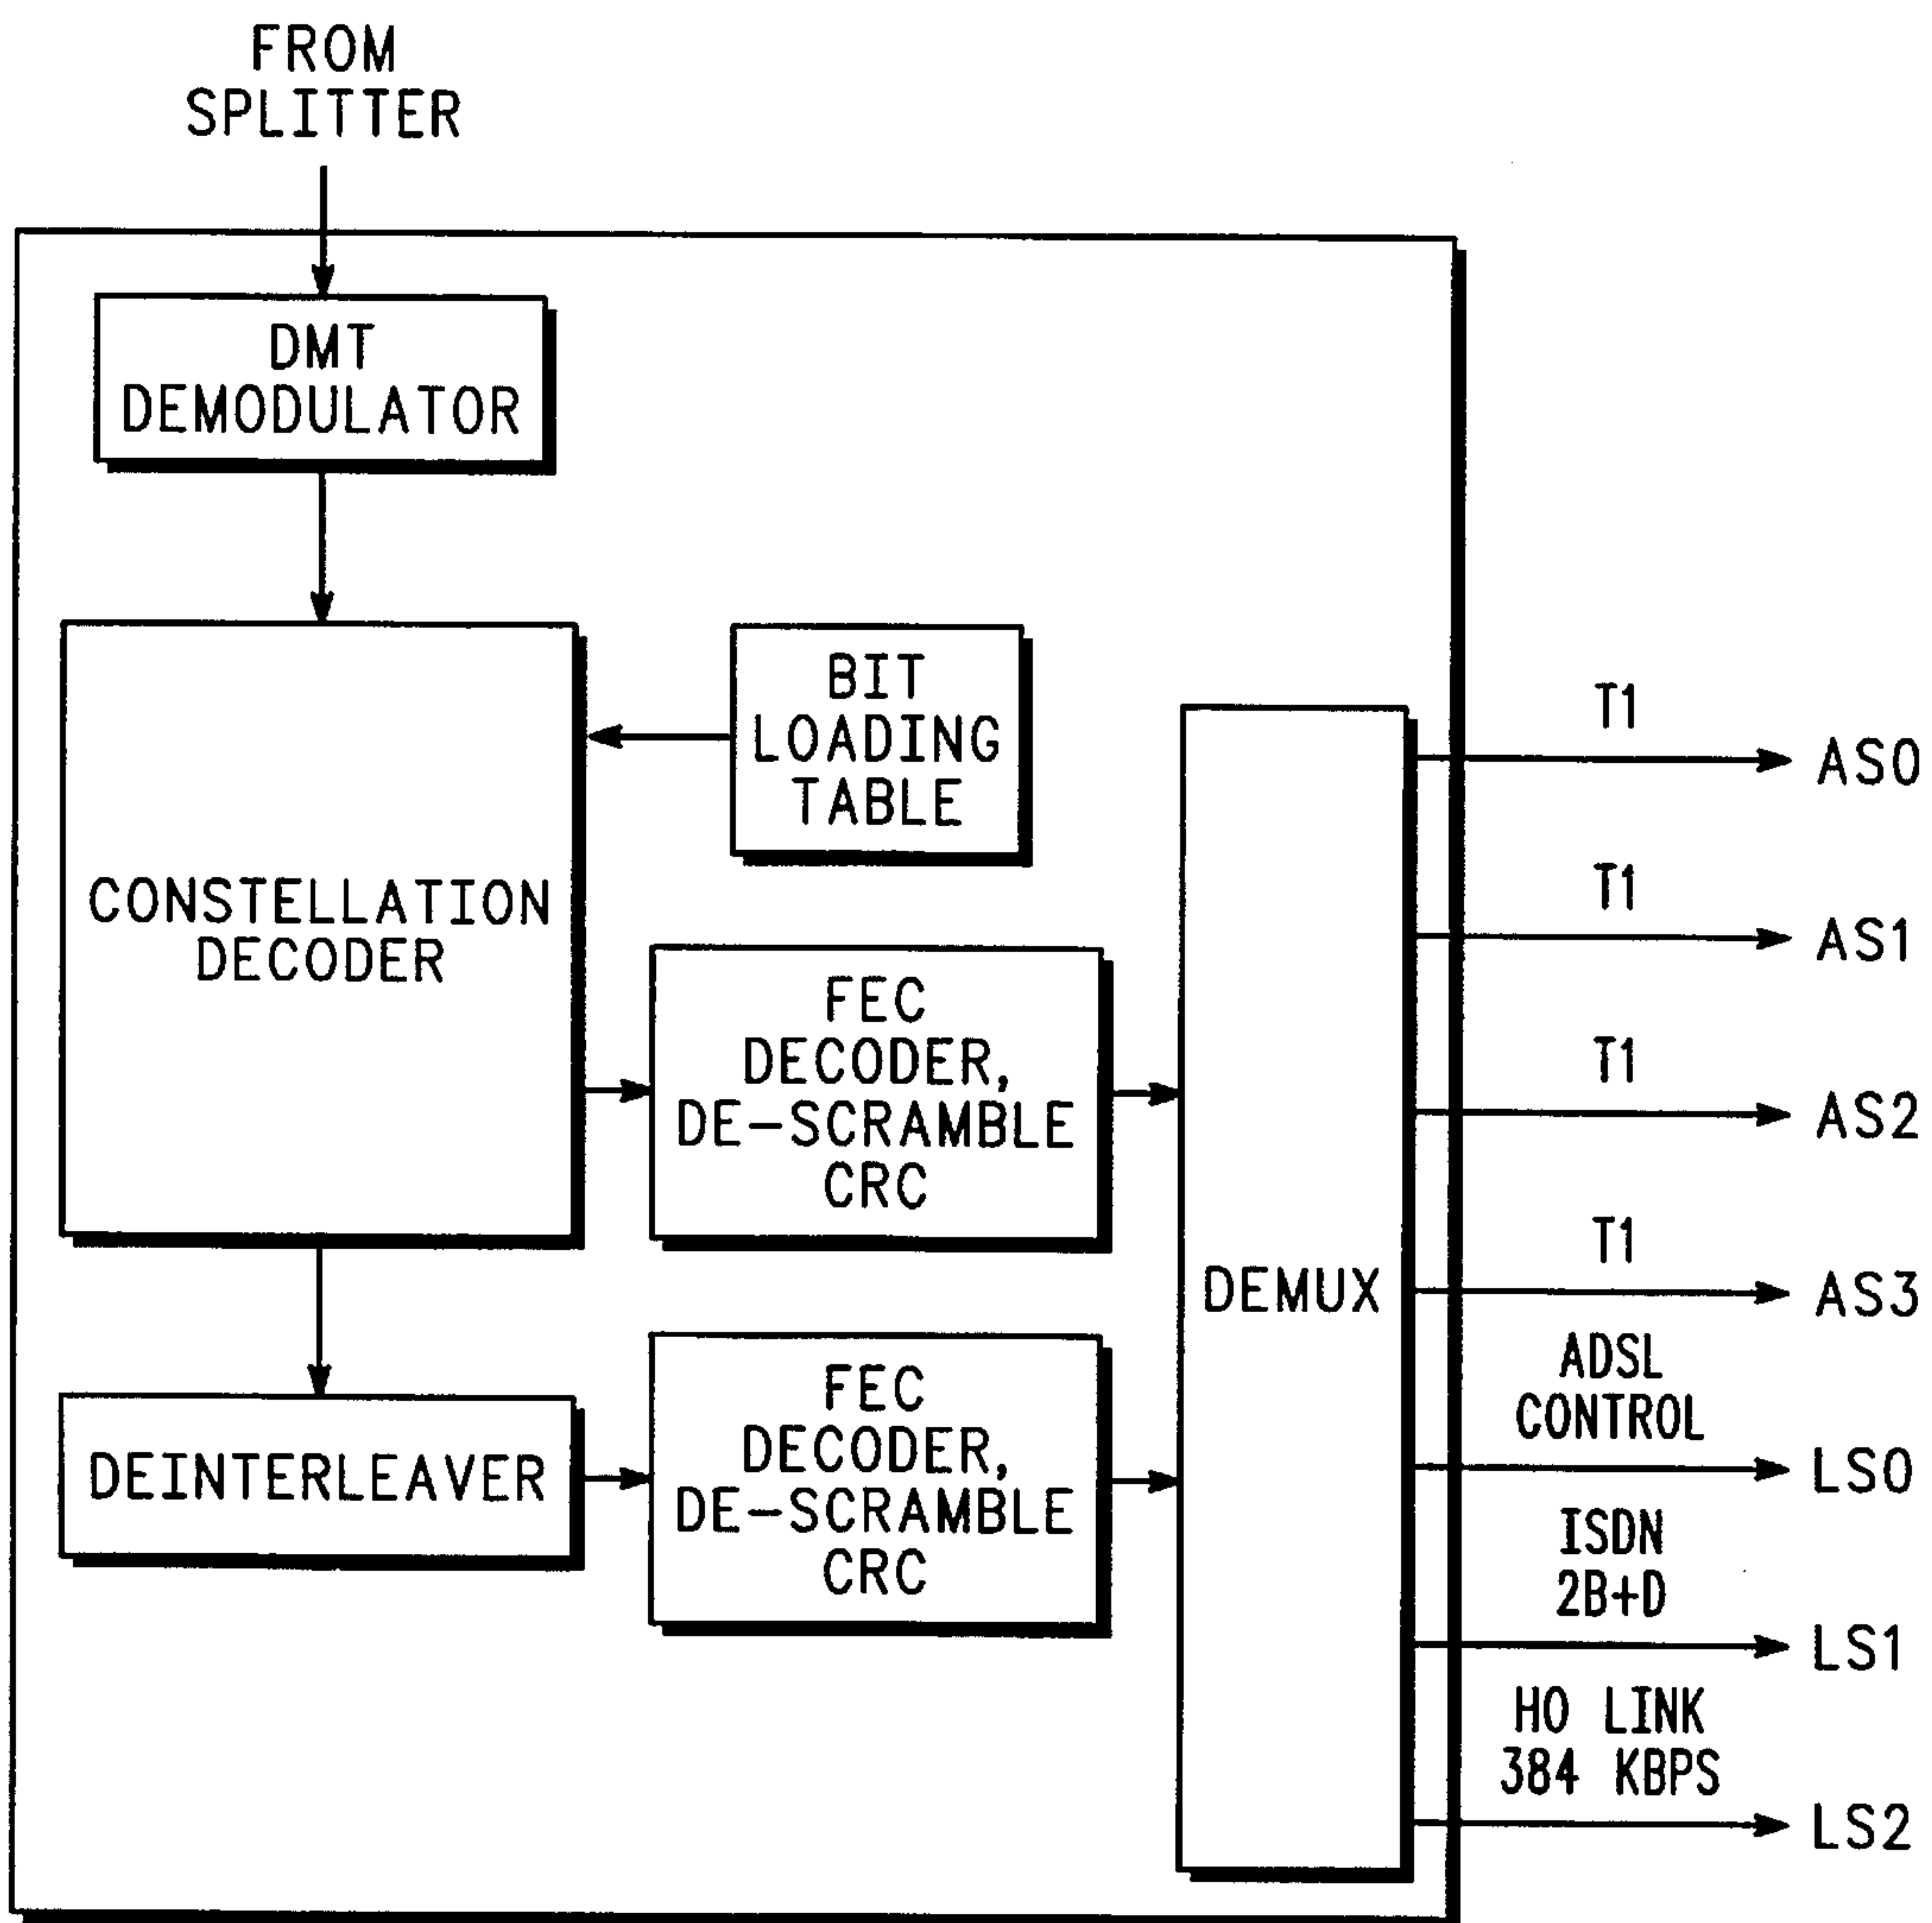 FROM
SPLITTER
DMT
DEMODULATOR
BIT
LOADING
TABLE
CONSTELLATION
DECODER
FEC
DECODER,
DE-SCRAMBLE
CRC
DEINTERLEAVER
FEC
DECODER,
DE-SCRAMBLE
CRC
DEMUX
T1
AS0
T1
AS1
T1
AS2
T1
AS3
ADSL
CONTROL
LS0
ISDN
2B+D
LS1
H0 LINK
384 KBPS
LS2